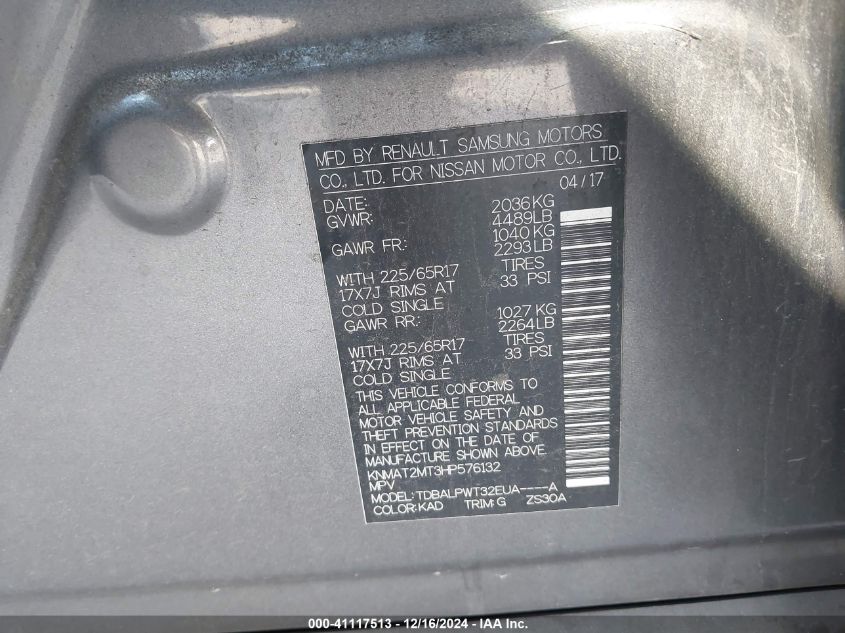 MFD BY RENAULT SAMSUNG MOTORS
CO., LTD. FOR NISSAN MOTOR CO., LTD.
DATE: 04/17
GVWR: 2036KG
4489LB
GAWR FR: 1040KG
2293LB
WITH 225/65R17 TIRES
17X7J RIMS AT 33 PSI
COLD SINGLE
GAWR RR: 1027KG
2264LB
WITH 225/65R17 TIRES
17X7J RIMS AT 33 PSI
COLD SINGLE
THIS VEHICLE CONFORMS TO
ALL APPLICABLE FEDERAL
MOTOR VEHICLE SAFETY AND
THEFT PREVENTION STANDARDS
IN EFFECT ON THE DATE OF
MANUFACTURE SHOWN ABOVE.
KNMAT2MT3HP576132
MPV
MODEL:TDBALPWT32EUA----A
COLOR:KAD TRIM:G ZS30A
000-41117513 - 12/16/2024 - IAA Inc.